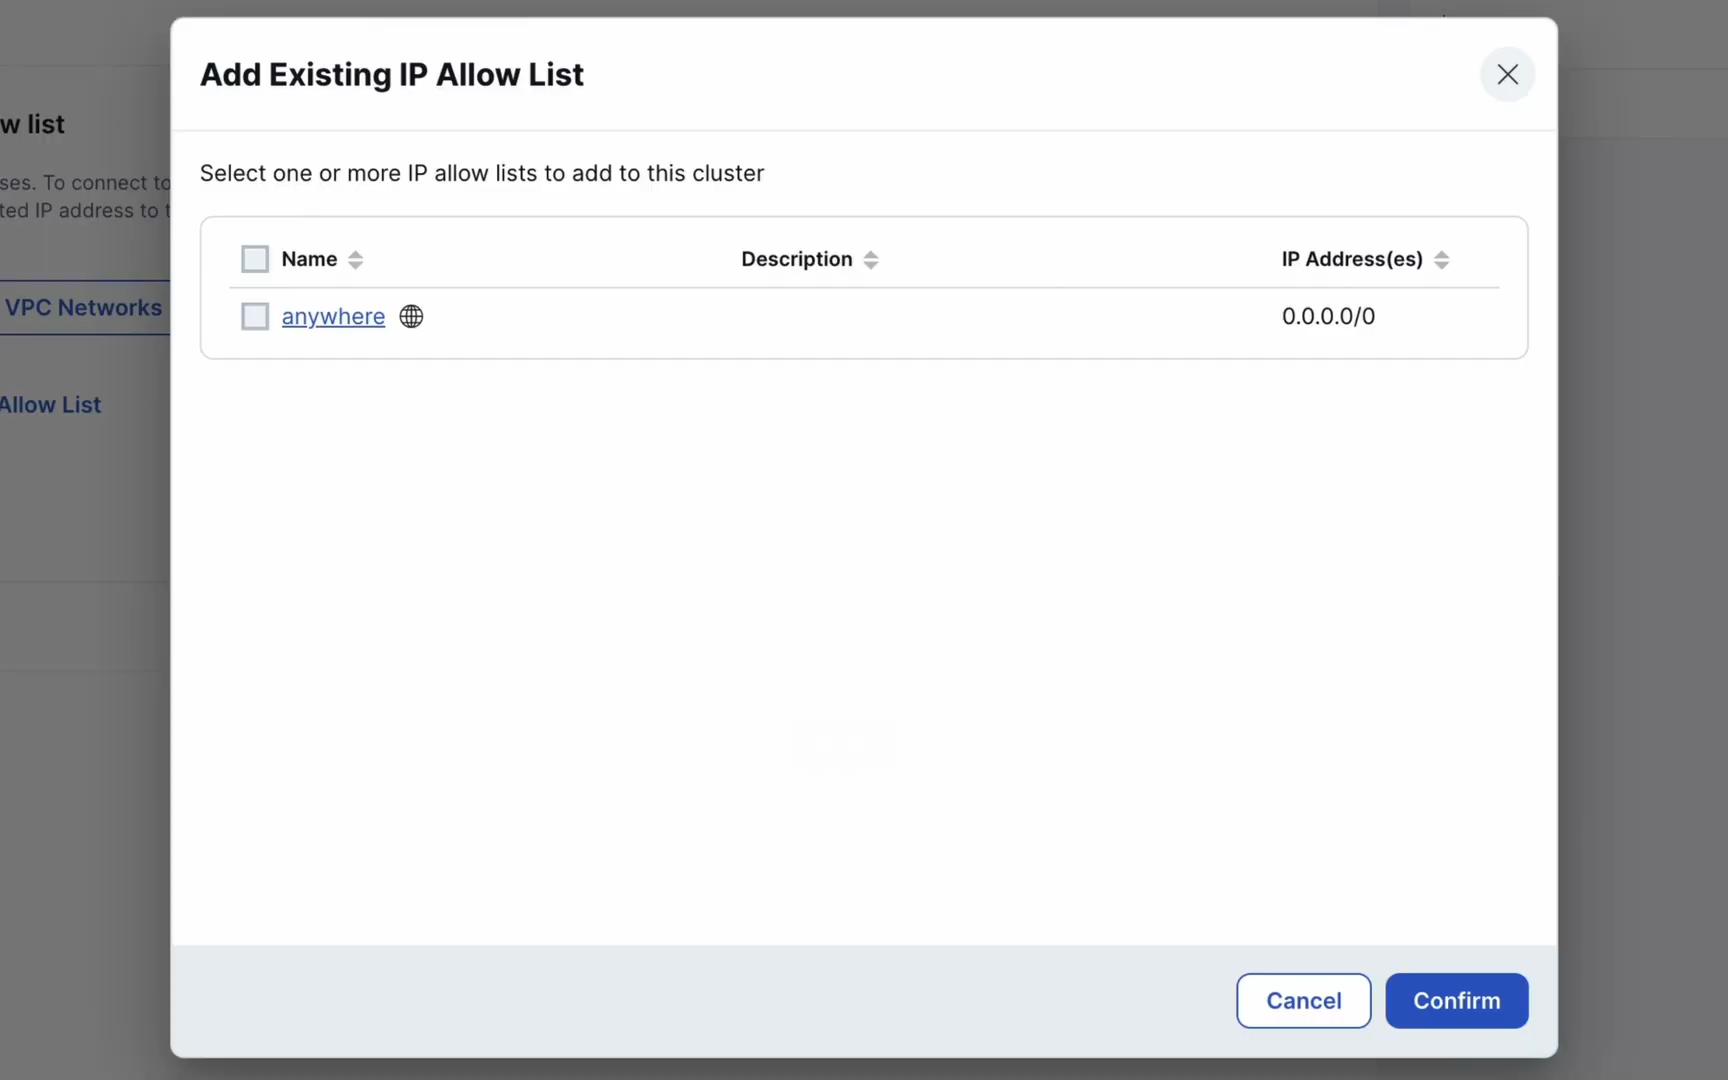 Add Existing IP Allow List
w list
Select one or more IP allow lists to add to this cluster
ses. To connect to
ted IP address to t
Name Description IP Address(es)
VPC Networks
anywhere 0.0.0.0/0
Allow List
Cancel Confirm